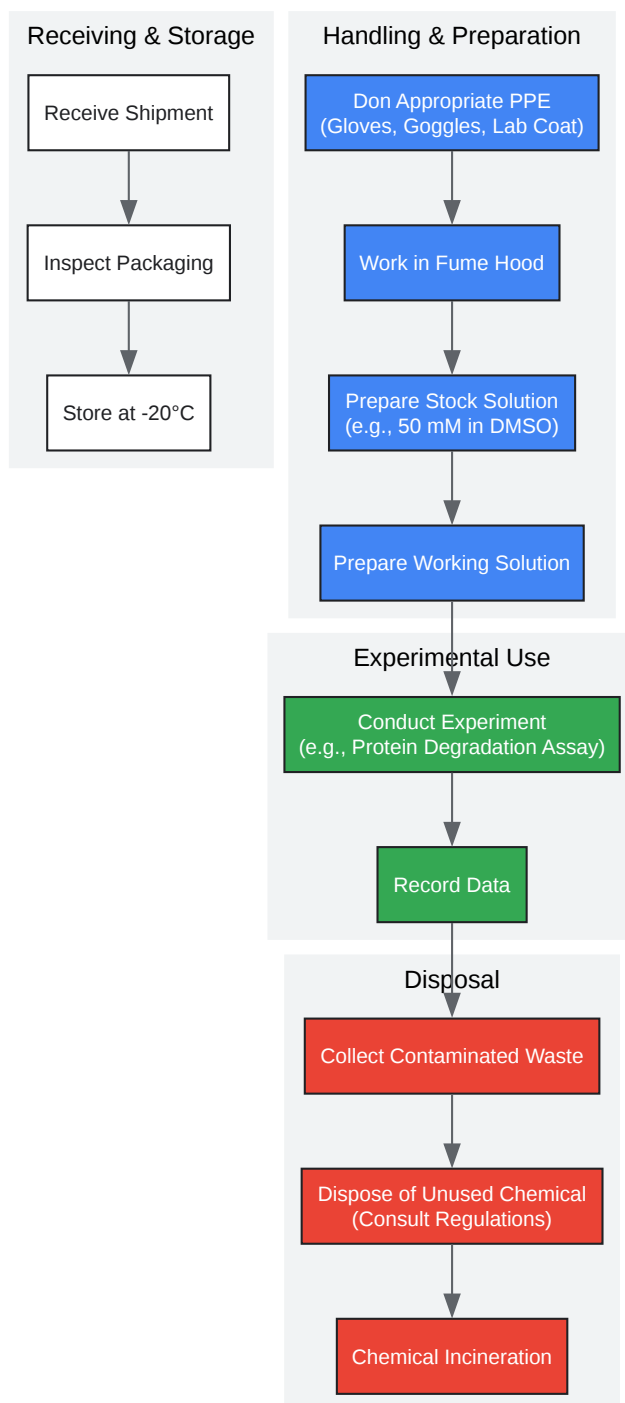 Receiving & Storage
Receive Shipment
Inspect Packaging
Store at -20°C
Handling & Preparation
Don Appropriate PPE
(Gloves, Goggles, Lab Coat)
Work in Fume Hood
Prepare Stock Solution
(e.g., 50 mM in DMSO)
Prepare Working Solution
Experimental Use
Conduct Experiment
(e.g., Protein Degradation Assay)
Record Data
Disposal
Collect Contaminated Waste
Dispose of Unused Chemical
(Consult Regulations)
Chemical Incineration